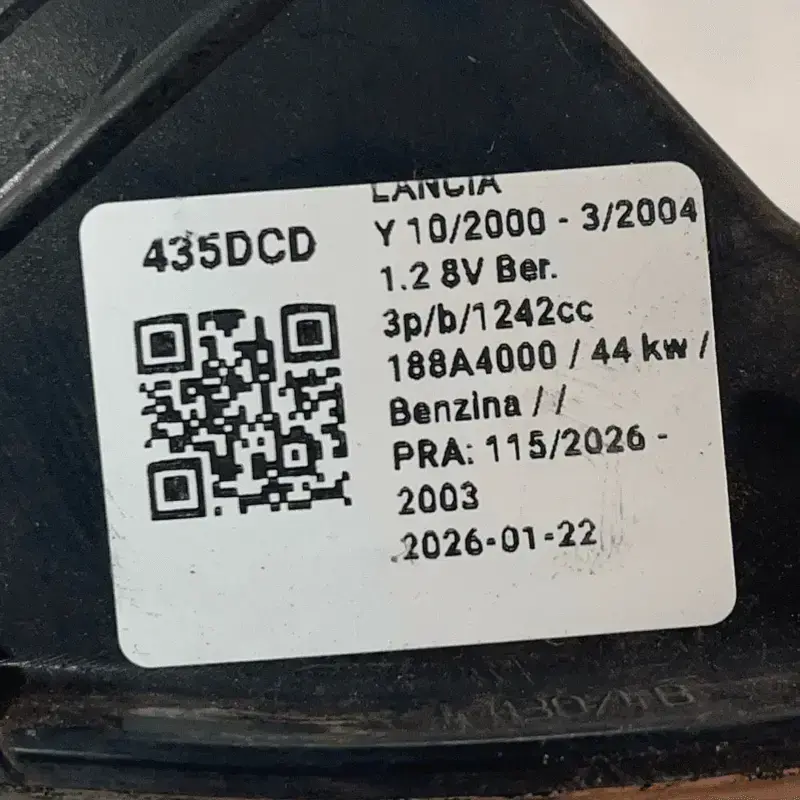 435DCD
LANCIA
Y 10/2000 - 3/2004
1.2 8V Ber.
3p/b/1242cc
188A4000 / 44 kw /
Benzina / /
PRA: 115/2026 -
2003
2026-01-22